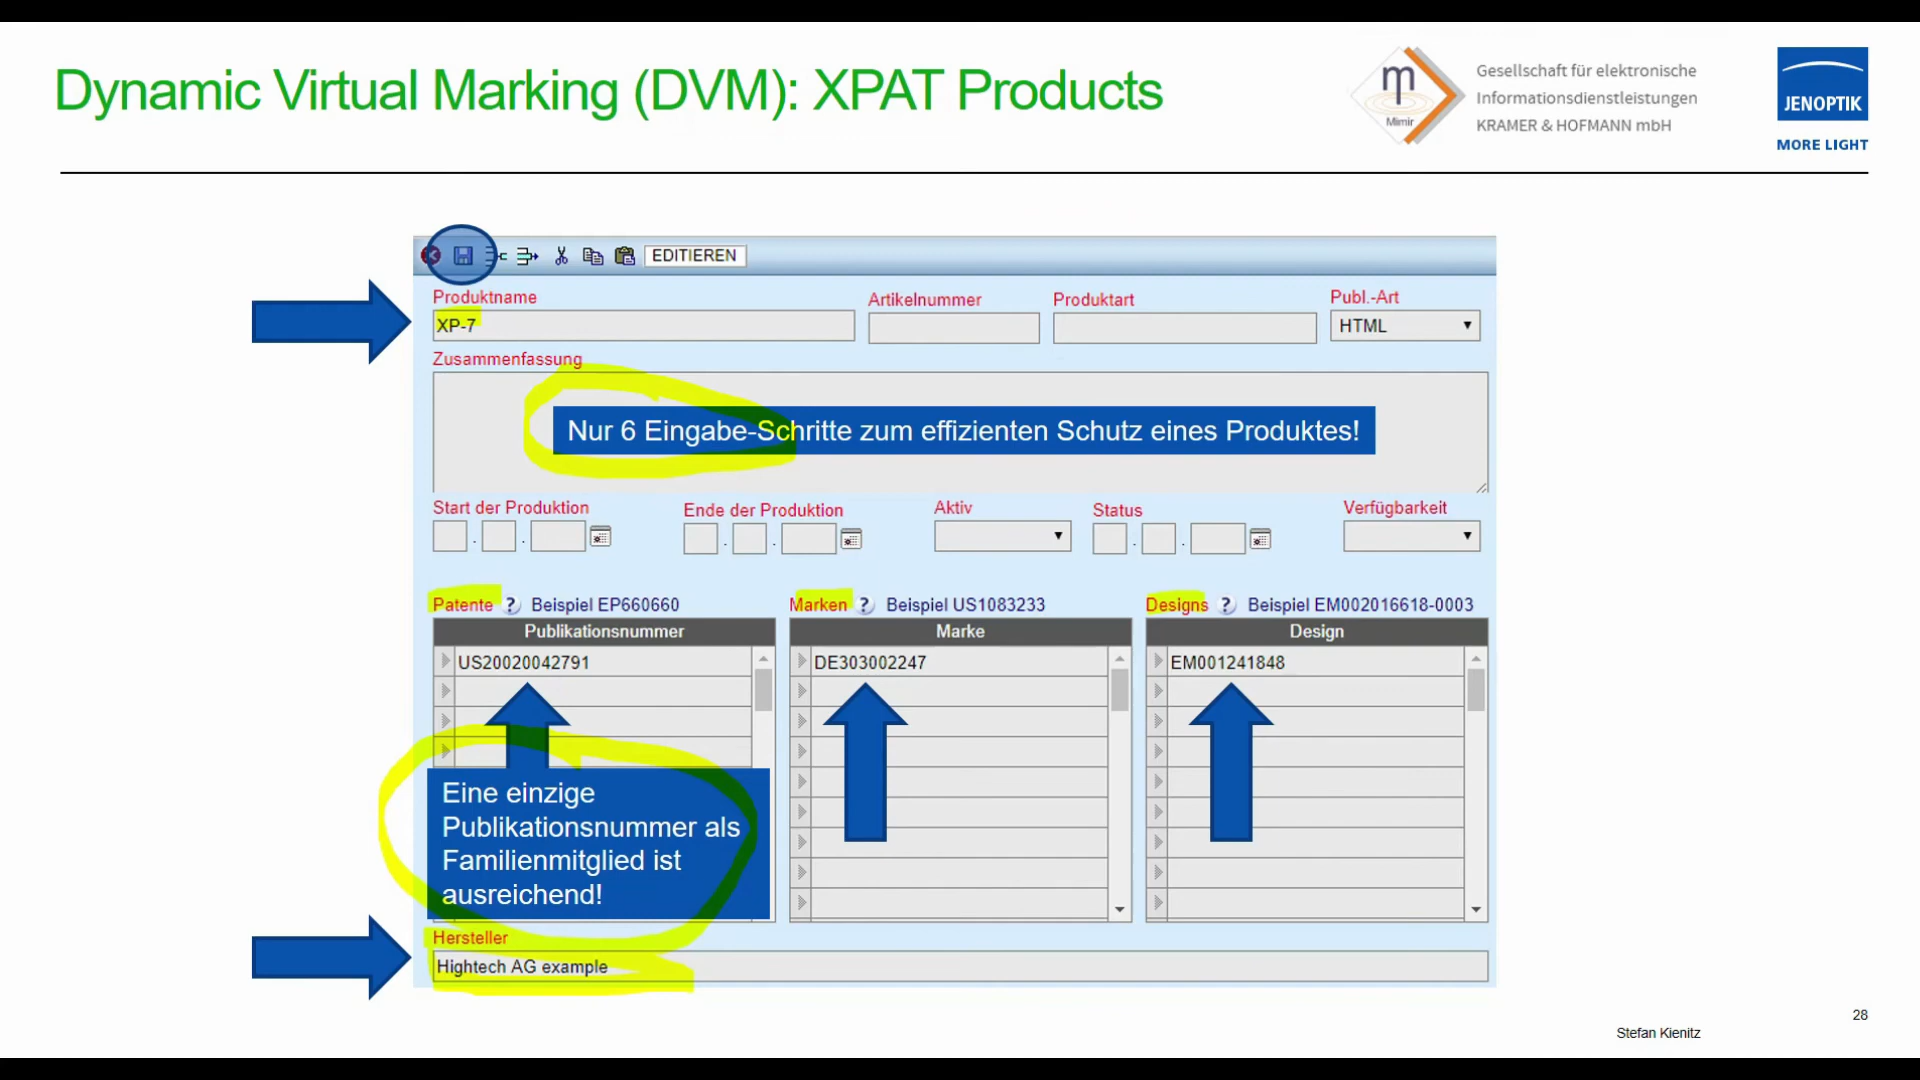 Dynamic Virtual Marking (DVM): XPAT Products
m
Mimir
Gesellschaft für elektronische
Informationsdienstleistungen
KRAMER & HOFMANN mbH
JENOPTIK
MORE LIGHT
EDITIEREN
Produktname
Artikelnummer
Produktart
Publ.-Art
XP-7
HTML
Zusammenfassung
Nur 6 Eingabe-Schritte zum effizienten Schutz eines Produktes!
Start der Produktion
Ende der Produktion
Aktiv
Status
Verfügbarkeit
Patente ? Beispiel EP660660
Marken ? Beispiel US1083233
Designs ? Beispiel EM002016618-0003
Publikationsnummer
Marke
Design
US20020042791
DE303002247
EM001241848
Eine einzige
Publikationsnummer als
Familienmitglied ist
ausreichend!
Hersteller
Hightech AG example
28
Stefan Kienitz